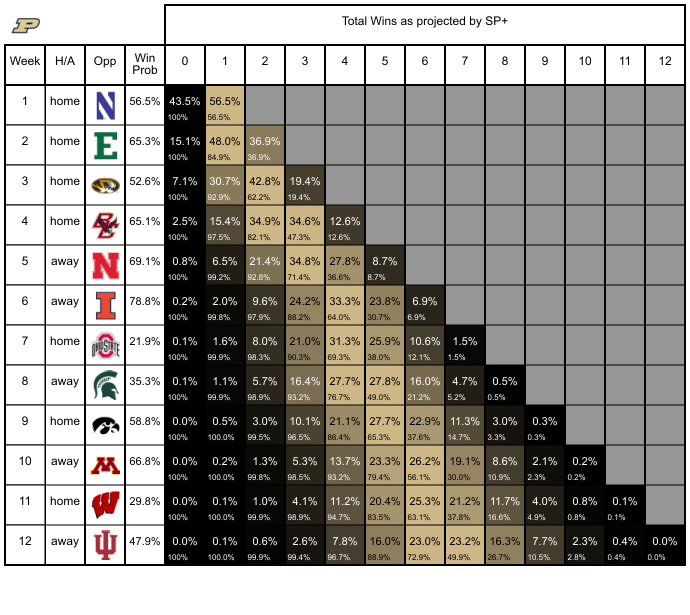 P
Total Wins as projected by SP+
Week H/A Opp Win Prob 0 1 2 3 4 5 6 7 8 9 10 11 12
1 home N 56.5% 43.5% 56.5%
100% 56.5%
2 home E 65.3% 15.1% 48.0% 36.9%
100% 84.9% 36.9%
3 home 52.6% 7.1% 30.7% 42.8% 19.4%
100% 92.9% 62.2% 19.4%
4 home BC 65.1% 2.5% 15.4% 34.9% 34.6% 12.6%
100% 97.5% 82.1% 47.3% 12.6%
5 away N 69.1% 0.8% 6.5% 21.4% 34.8% 27.8% 8.7%
100% 99.2% 92.8% 71.4% 36.6% 8.7%
6 away I 78.8% 0.2% 2.0% 9.6% 24.2% 33.3% 23.8% 6.9%
100% 99.8% 97.9% 88.2% 64.0% 30.7% 6.9%
7 home OHIO STATE 21.9% 0.1% 1.6% 8.0% 21.0% 31.3% 25.9% 10.6% 1.5%
100% 99.9% 98.3% 90.3% 69.3% 38.0% 12.1% 1.5%
8 away 35.3% 0.1% 1.1% 5.7% 16.4% 27.7% 27.8% 16.0% 4.7% 0.5%
100% 99.9% 98.9% 93.2% 76.7% 49.0% 21.2% 5.2% 0.5%
9 home 58.8% 0.0% 0.5% 3.0% 10.1% 21.1% 27.7% 22.9% 11.3% 3.0% 0.3%
100% 100.0% 99.5% 96.5% 86.4% 65.3% 37.6% 14.7% 3.3% 0.3%
10 away M 66.8% 0.0% 0.2% 1.3% 5.3% 13.7% 23.3% 26.2% 19.1% 8.6% 2.1% 0.2%
100% 100.0% 99.8% 98.5% 93.2% 79.4% 56.1% 30.0% 10.9% 2.3% 0.2%
11 home W 29.8% 0.0% 0.1% 1.0% 4.1% 11.2% 20.4% 25.3% 21.2% 11.7% 4.0% 0.8% 0.1%
100% 100.0% 99.9% 98.9% 94.7% 83.5% 63.1% 37.8% 16.6% 4.9% 0.8% 0.1%
12 away IU 47.9% 0.0% 0.1% 0.6% 2.6% 7.8% 16.0% 23.0% 23.2% 16.3% 7.7% 2.3% 0.4% 0.0%
100% 100.0% 99.9% 99.4% 96.7% 88.9% 72.9% 49.9% 26.7% 10.5% 2.8% 0.4% 0.0%